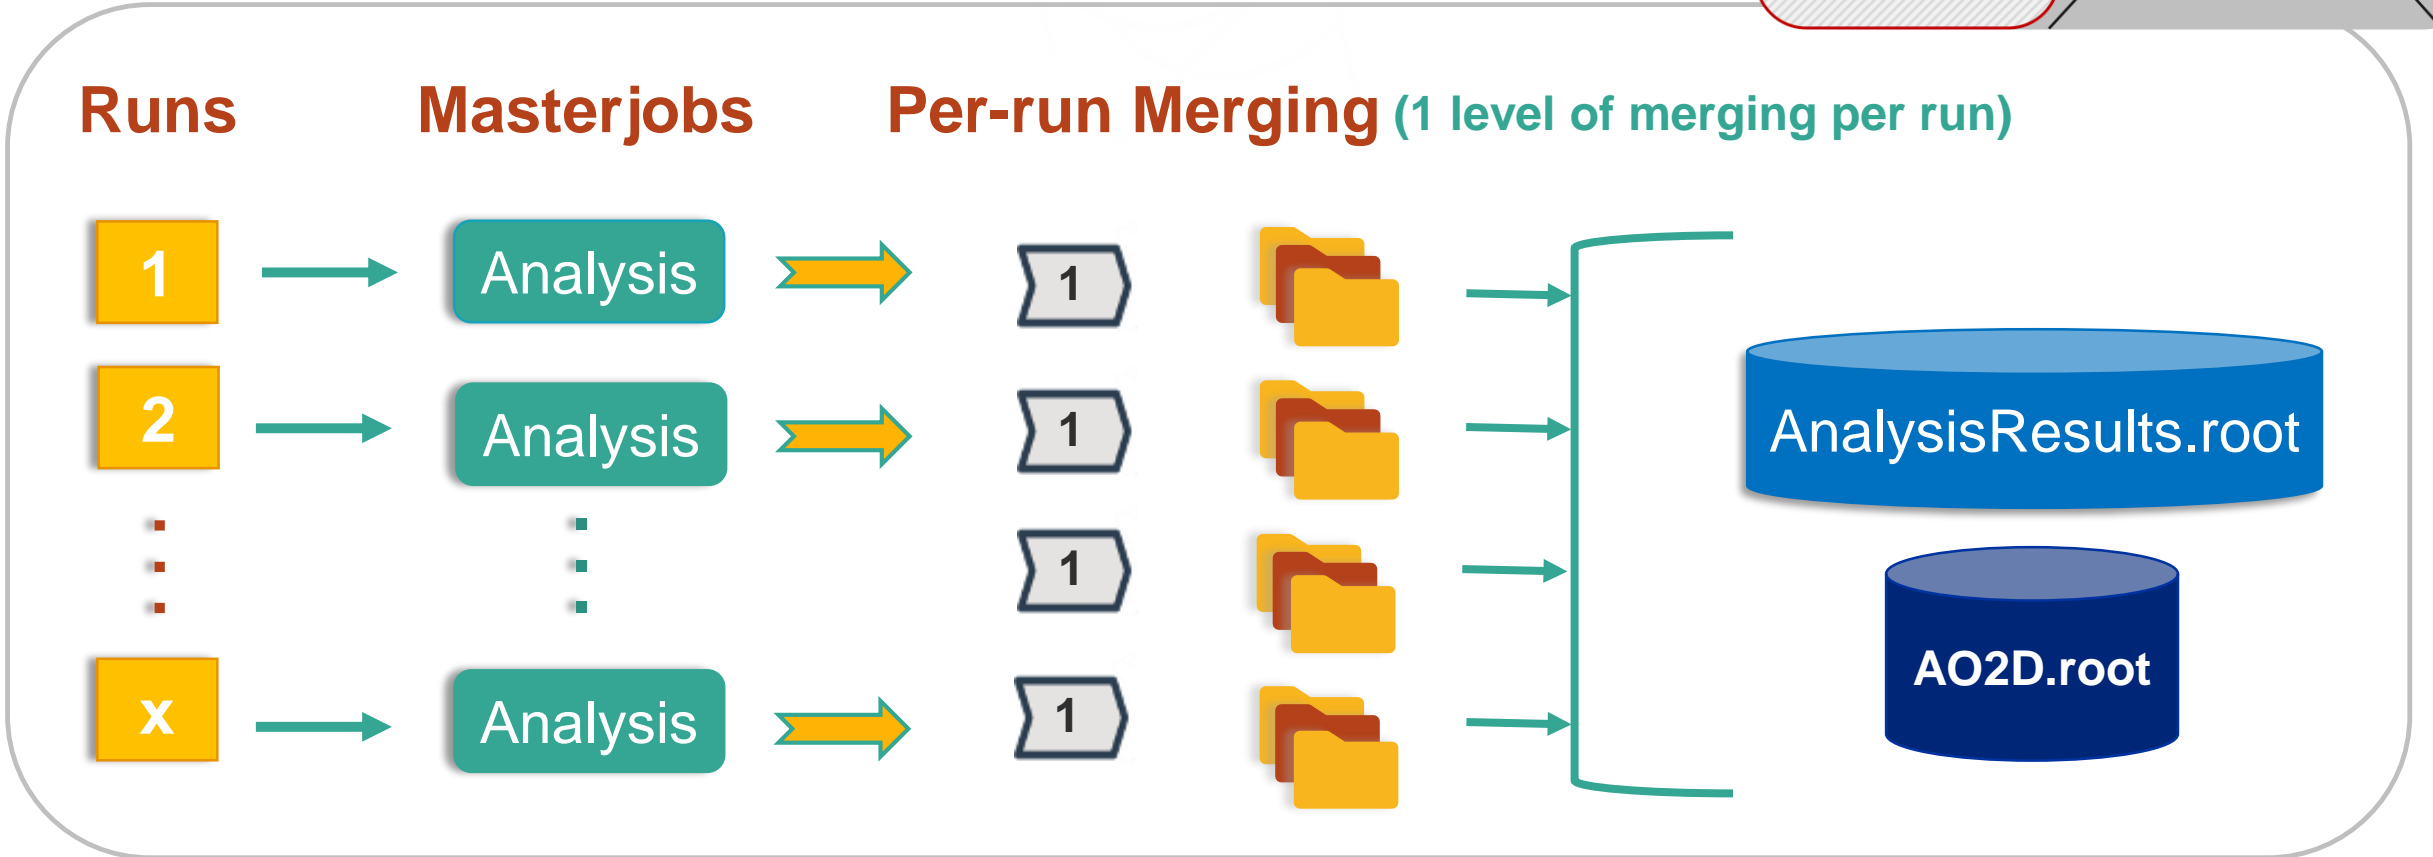 Runs Masterjobs Per-run Merging (1 level of merging per run)
1 Analysis 1
2 Analysis 1
AnalysisResults.root
1
x Analysis 1
AO2D.root